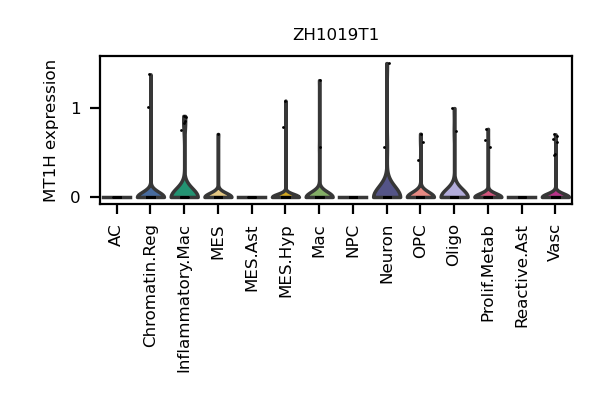 ZH1019T1
MT1H expression
1
0
AC
Chromatin.Reg
Inflammatory.Mac
MES
MES.Ast
MES.Hyp
Mac
NPC
Neuron
OPC
Oligo
Prolif.Metab
Reactive.Ast
Vasc